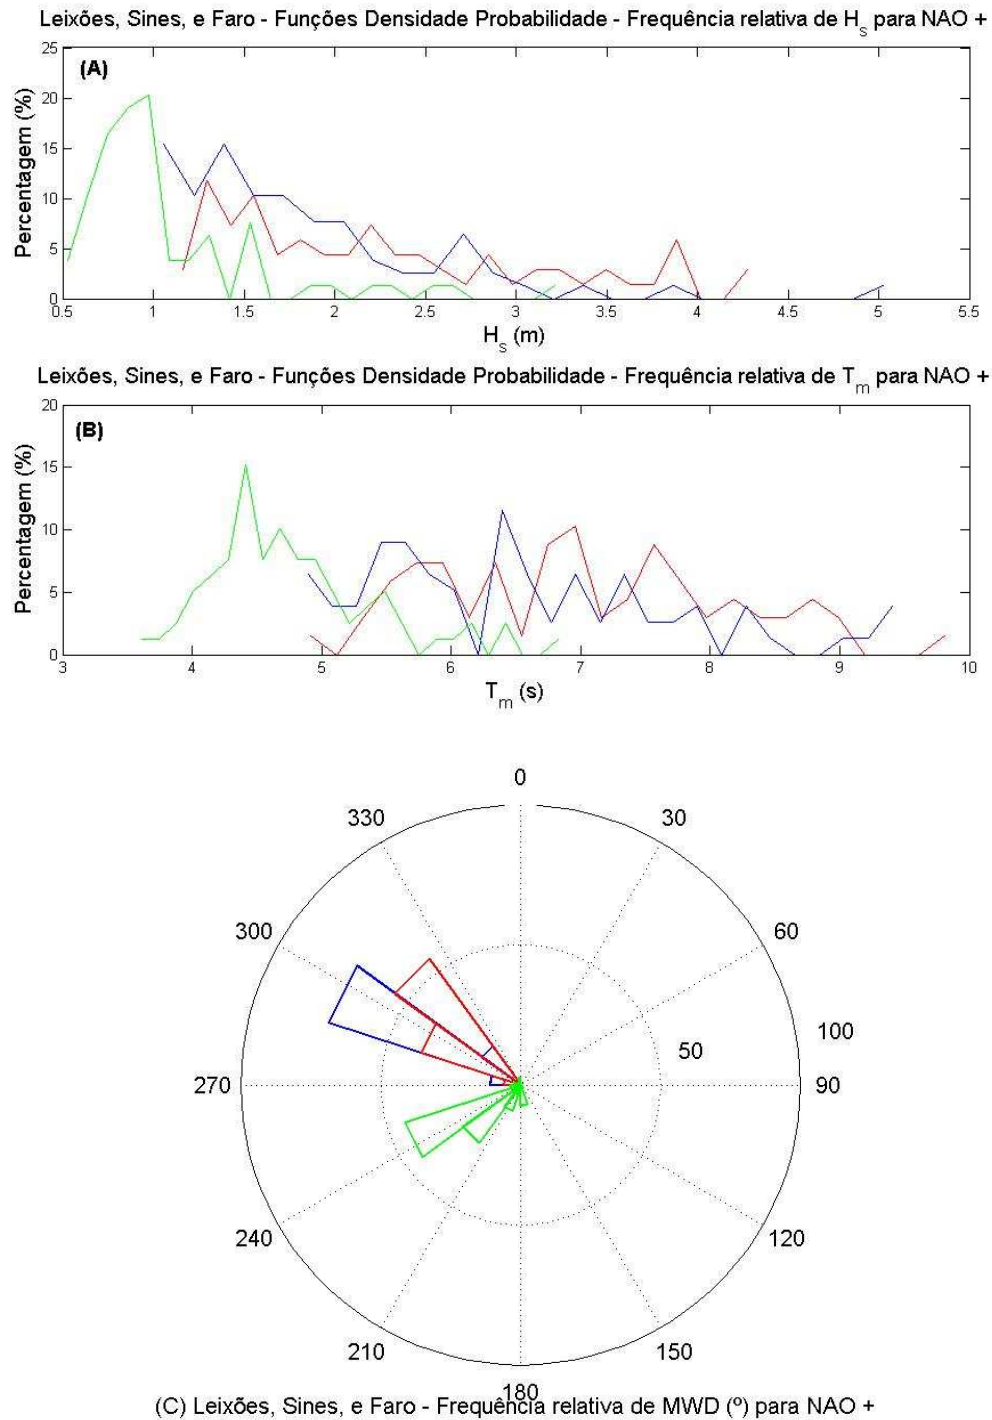 Leixões, Sines, e Faro - Funções Densidade Probabilidade - Frequência relativa de Hs para NAO +
(A)
25
20
15
10
5
0
Percentagem (%)
0.5 1 1.5 2 2.5 3 3.5 4 4.5 5 5.5
Hs (m)
Leixões, Sines, e Faro - Funções Densidade Probabilidade - Frequência relativa de Tm para NAO +
(B)
20
15
10
5
0
Percentagem (%)
3 4 5 6 7 8 9 10
Tm (s)
0
330 30
300 60
100
50
270 90
240 120
210 150
180
(C) Leixões, Sines, e Faro - Frequência relativa de MWD (º) para NAO +